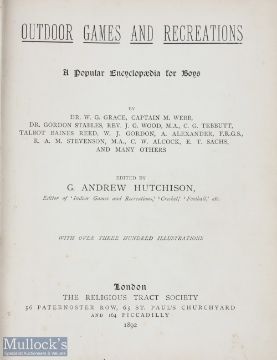 OUTDOOR GAMES AND RECREATIONS
A Popular Encyclopædia for Boys
BY
DR. W. G. GRACE, CAPTAIN M. WEBB,
DR. GORDON STABLES, REV. J. G. WOOD, M.A., C. G. TEBBUTT,
TALBOT BAINES REED, W. J. GORDON, A. ALEXANDER, F.R.G.S.,
R. A. M. STEVENSON, M.A., C. W. ALCOCK, E. T. SACHS,
AND MANY OTHERS
EDITED BY
G. ANDREW HUTCHISON,
Editor of 'Indoor Games and Recreations,' 'Cricket,' 'Football,' etc.
WITH OVER THREE HUNDRED ILLUSTRATIONS
London
THE RELIGIOUS TRACT SOCIETY
56 PATERNOSTER ROW, 65 ST. PAUL'S CHURCHYARD
AND 164 PICCADILLY
1892
Mullock's